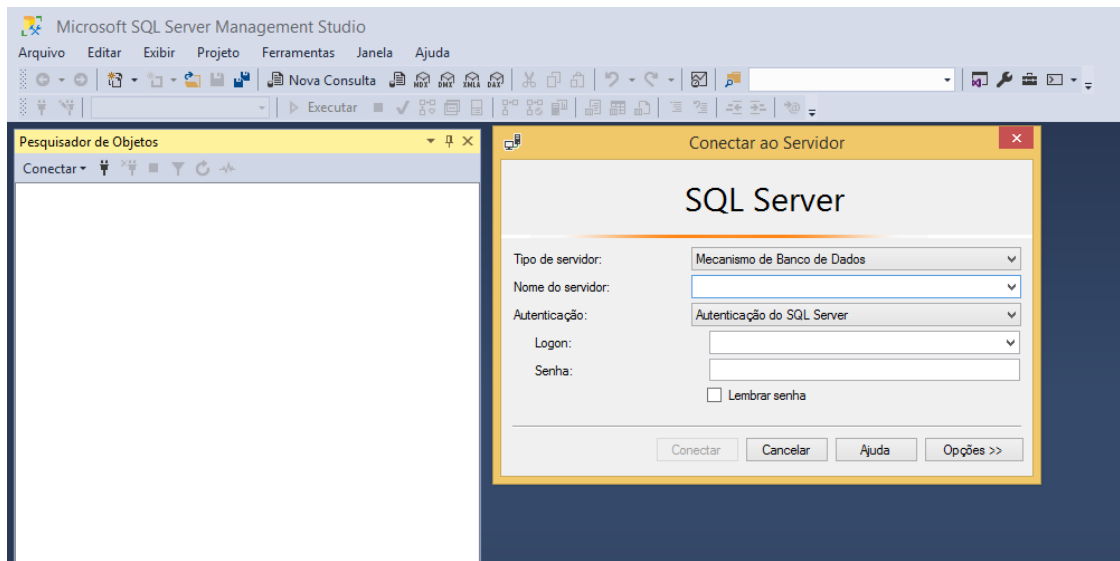 Microsoft SQL Server Management Studio
Arquivo Editar Exibir Projeto Ferramentas Janela Ajuda
Nova Consulta MDX DMX XMLA DAX
Executar
Pesquisador de Objetos
Conectar
Conectar ao Servidor
SQL Server
Tipo de servidor: Mecanismo de Banco de Dados
Nome do servidor:
Autenticação: Autenticação do SQL Server
Logon:
Senha:
Lembrar senha
Conectar Cancelar Ajuda Opções >>